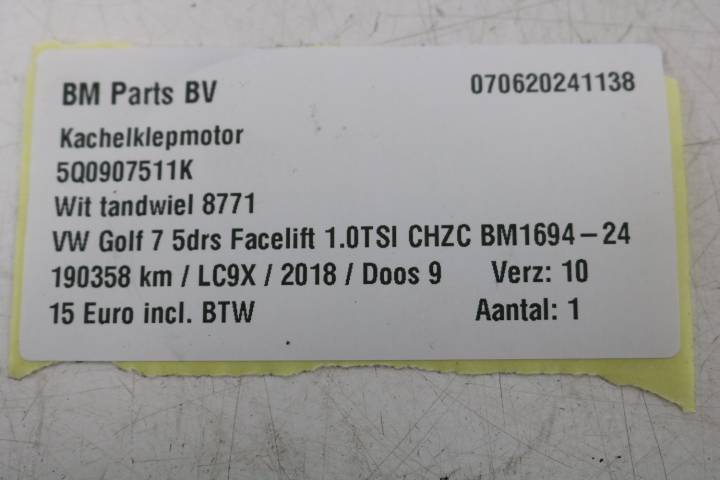 BM Parts BV 070620241138
Kachelklepmotor
5Q0907511K
Wit tandwiel 8771
VW Golf 7 5drs Facelift 1.0TSI CHZC BM1694-24
190358 km / LC9X / 2018 / Doos 9 Verz: 10
15 Euro incl. BTW Aantal: 1